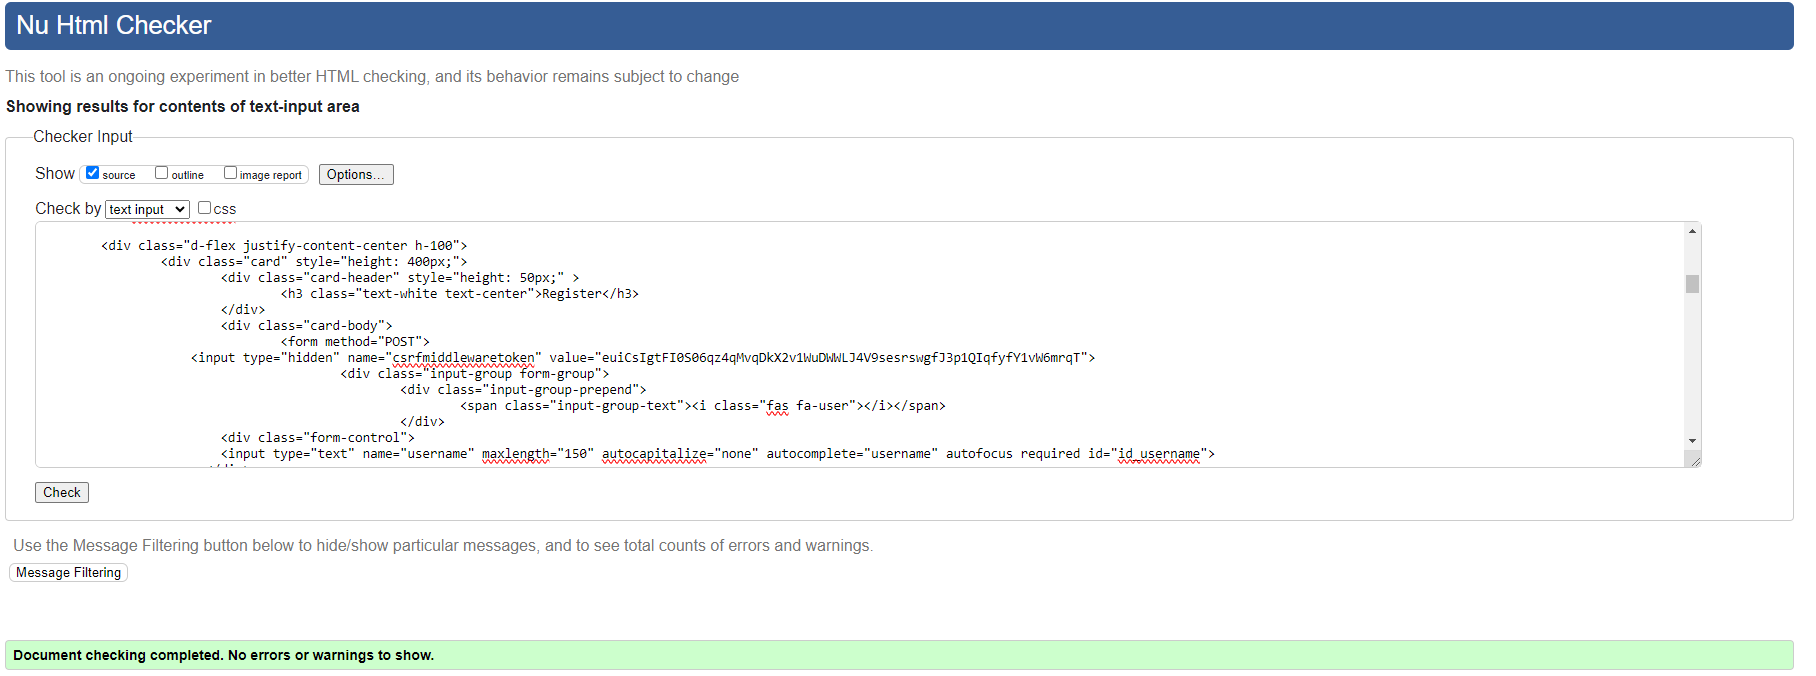 Nu Html Checker
This tool is an ongoing experiment in better HTML checking, and its behavior remains subject to change
Showing results for contents of text-input area
Checker Input
Show source outline image report Options...
Check by text input css
<div class="d-flex justify-content-center h-100">
<div class="card" style="height: 400px;">
<div class="card-header" style="height: 50px;" >
<h3 class="text-white text-center">Register</h3>
</div>
<div class="card-body">
<form method="POST">
<input type="hidden" name="csrfmiddlewaretoken" value="euiCsIgtFI0S06qz4qMvqDkX2v1WuDWWLJ4V9sesrswgfJ3p1QIqfyfY1vW6mrqT">
<div class="input-group form-group">
<div class="input-group-prepend">
<span class="input-group-text"><i class="fas fa-user"></i></span>
</div>
<div class="form-control">
<input type="text" name="username" maxlength="150" autocapitalize="none" autocomplete="username" autofocus required id="id_username">
Check
Use the Message Filtering button below to hide/show particular messages, and to see total counts of errors and warnings.
Message Filtering
Document checking completed. No errors or warnings to show.